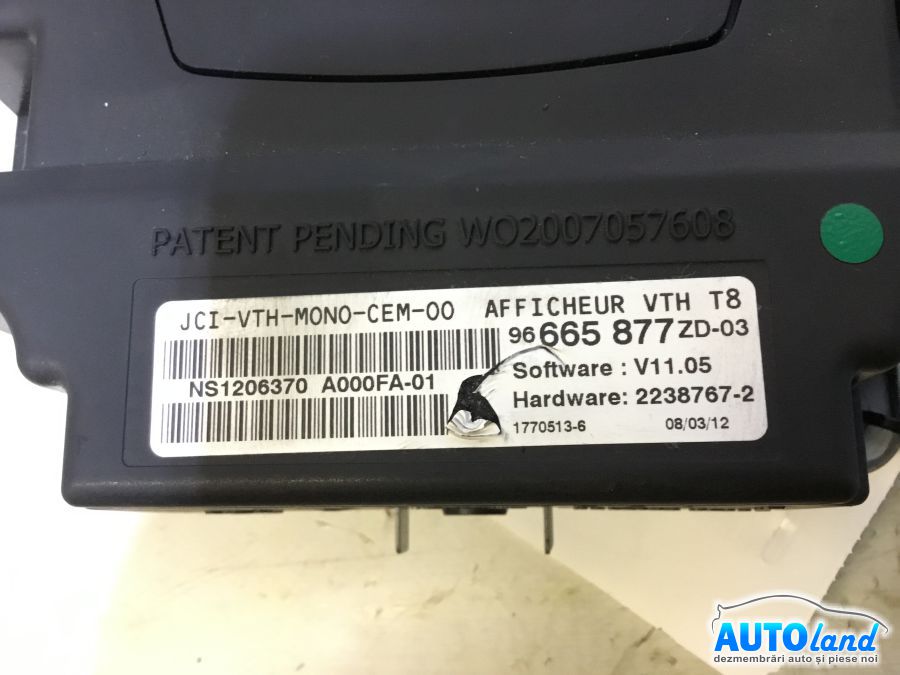 PATENT PENDING WO2007057608
JCI-VTH-MONO-CEM-00 AFFICHEUR VTH T8
96 665 877 ZD-03
NS1206370 A000FA-01
Software : V11.05
Hardware: 2238767-2
1770513-6 08/03/12
AUTOland
dezmembrări auto și piese noi